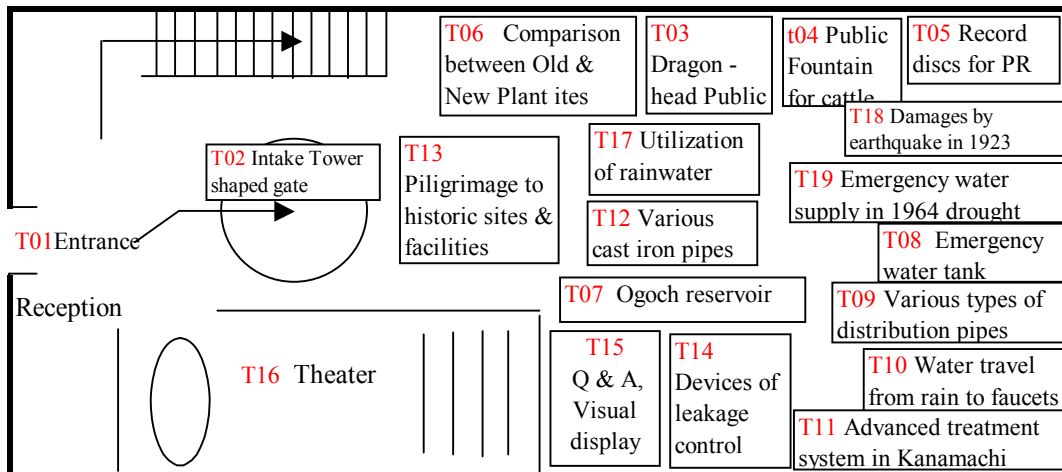 T06 Comparison
between Old &
New Plant ites
T03
Dragon -
head Public
t04 Public
Fountain
for cattle
T05 Record
discs for PR
T18 Damages by
earthquake in 1923
T02 Intake Tower
shaped gate
T13
Piligrimage to
historic sites &
facilities
T17 Utilization
of rainwater
T19 Emergency water
supply in 1964 drought
T12 Various
cast iron pipes
T01Entrance
T08 Emergency
water tank
T07 Ogoch reservoir
T09 Various types of
distribution pipes
Reception
T16 Theater
T15
Q & A,
Visual
display
T14
Devices of
leakage
control
T10 Water travel
from rain to faucets
T11 Advanced treatment
system in Kanamachi